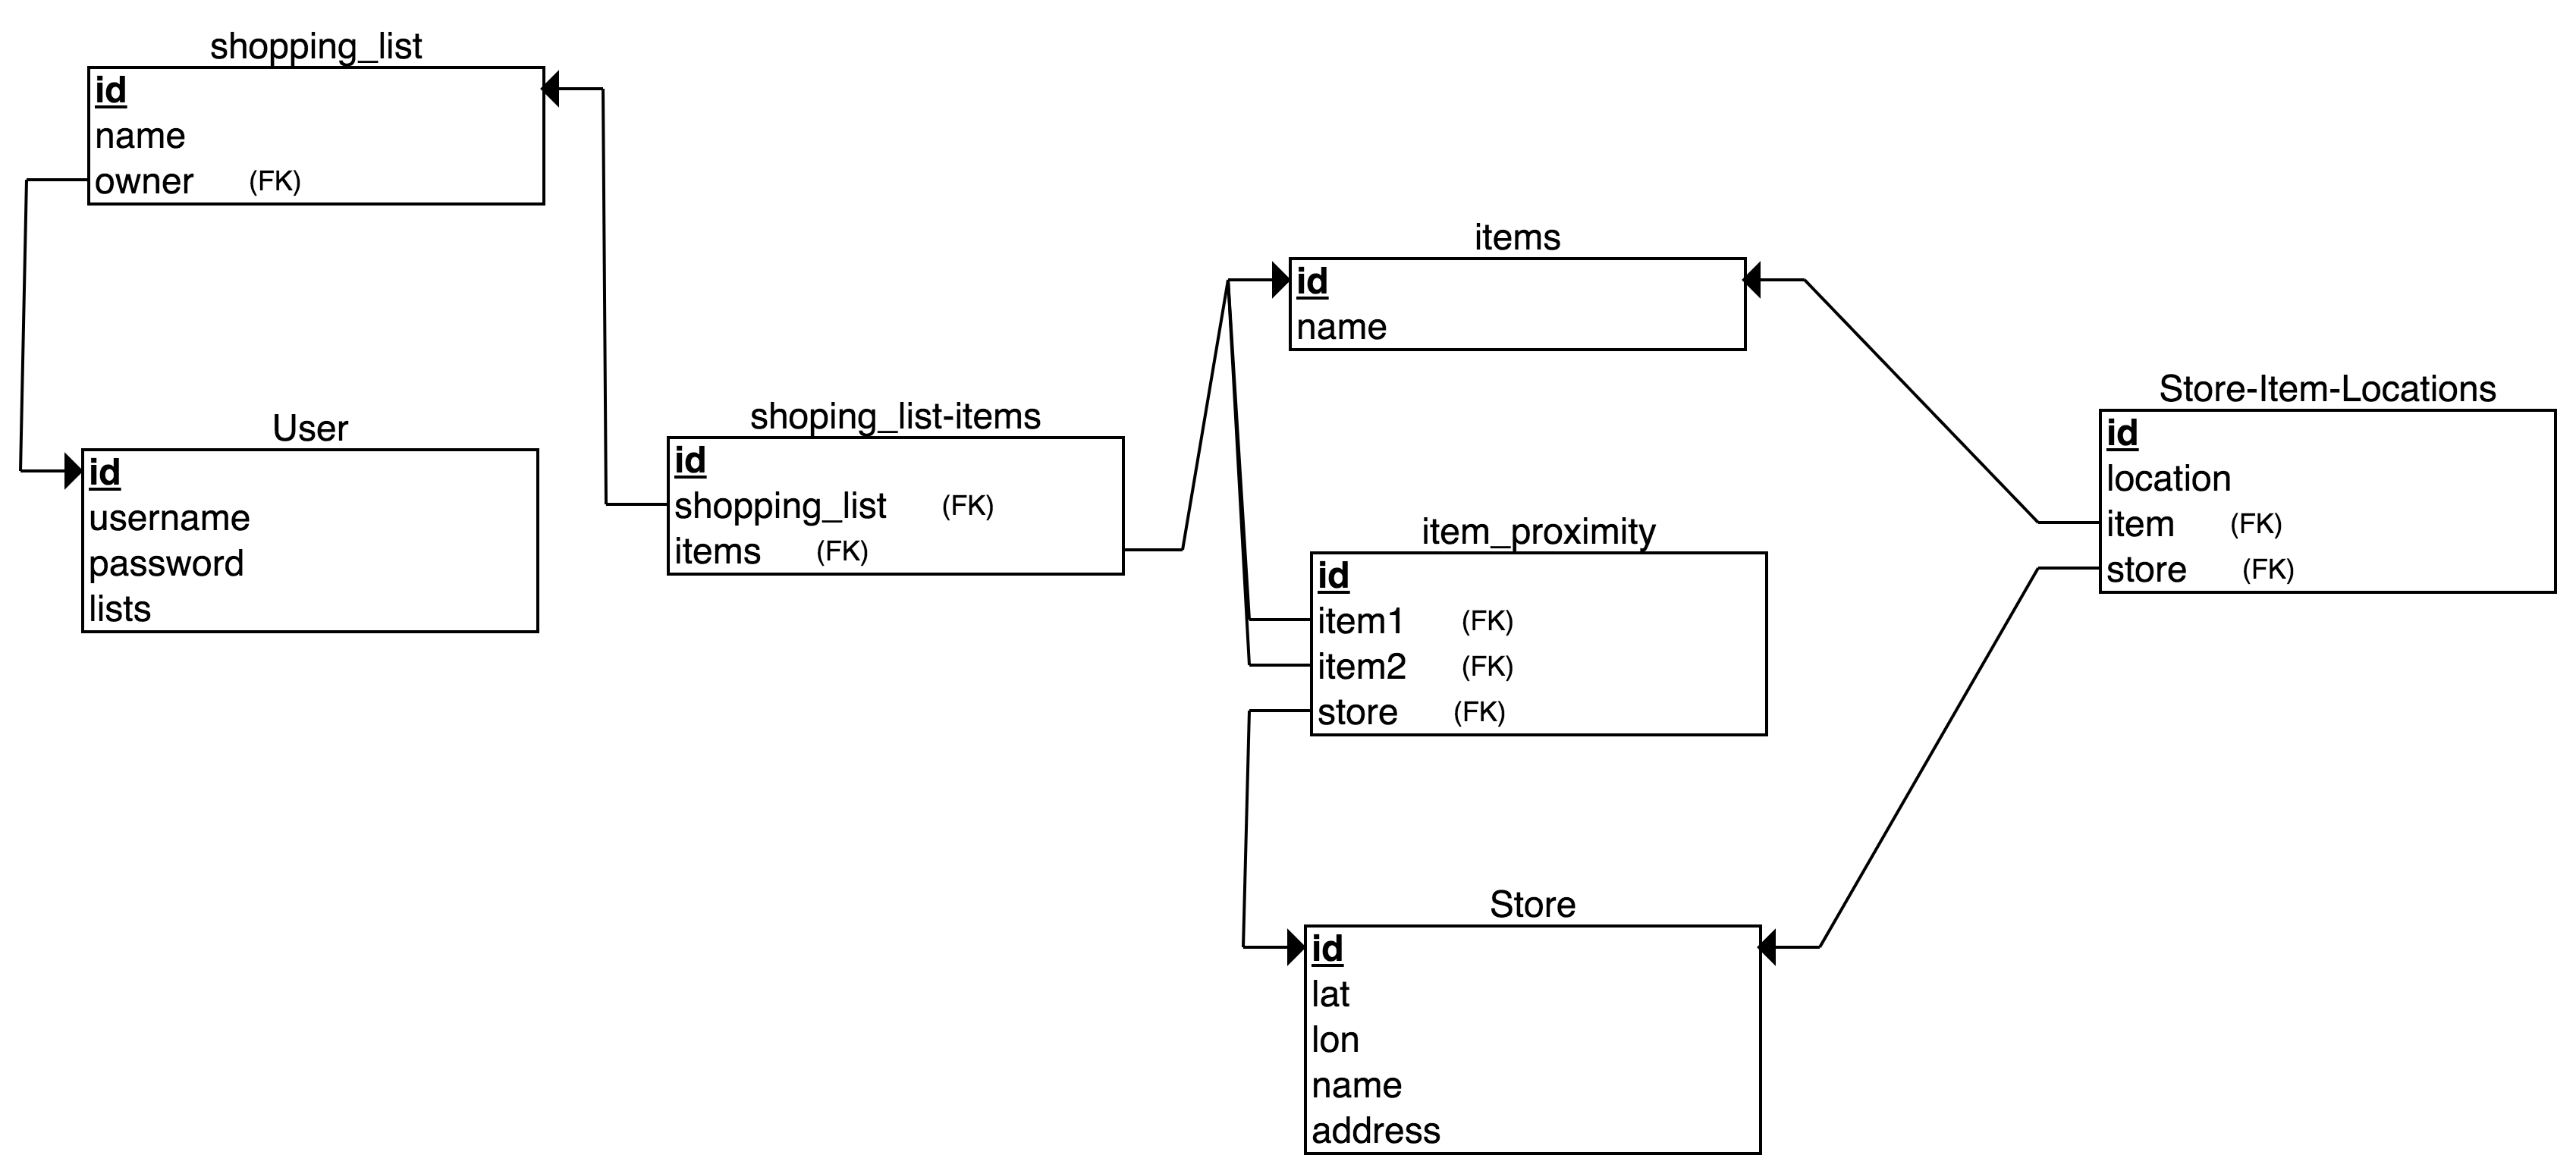 shopping_list
id
name
owner (FK)
User
id
username
password
lists
shoping_list-items
id
shopping_list (FK)
items (FK)
items
id
name
item_proximity
id
item1 (FK)
item2 (FK)
store (FK)
Store
id
lat
lon
name
address
Store-Item-Locations
id
location
item (FK)
store (FK)